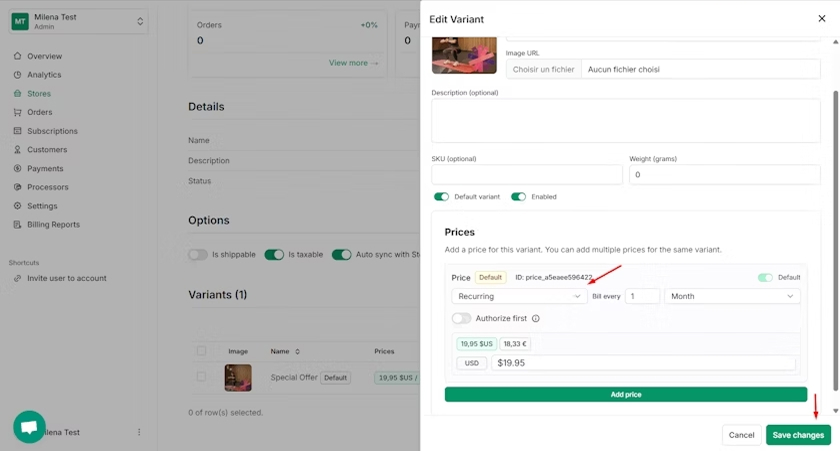 MT
Milena Test
Admin
Overview
Analytics
Stores
Orders
Subscriptions
Customers
Payments
Processors
Settings
Billing Reports
Shortcuts
Invite user to account
Milena Test
Orders
+0%
0
View more →
Payr
0
Details
Name
Description
Status
Options
Is shippable
Is taxable
Auto sync with St
Variants (1)
Image
Name
Prices
Special Offer
Default
19,95 $US /
0 of row(s) selected.
Edit Variant
Image URL
Choisir un fichier
Aucun fichier choisi
Description (optional)
SKU (optional)
Weight (grams)
0
Default variant
Enabled
Prices
Add a price for this variant. You can add multiple prices for the same variant.
Price
Default
ID: price_a5eaee596422
Default
Recurring
Bill every
1
Month
Authorize first
19,95 $US
18,33 €
USD
$19.95
Add price
Cancel
Save changes